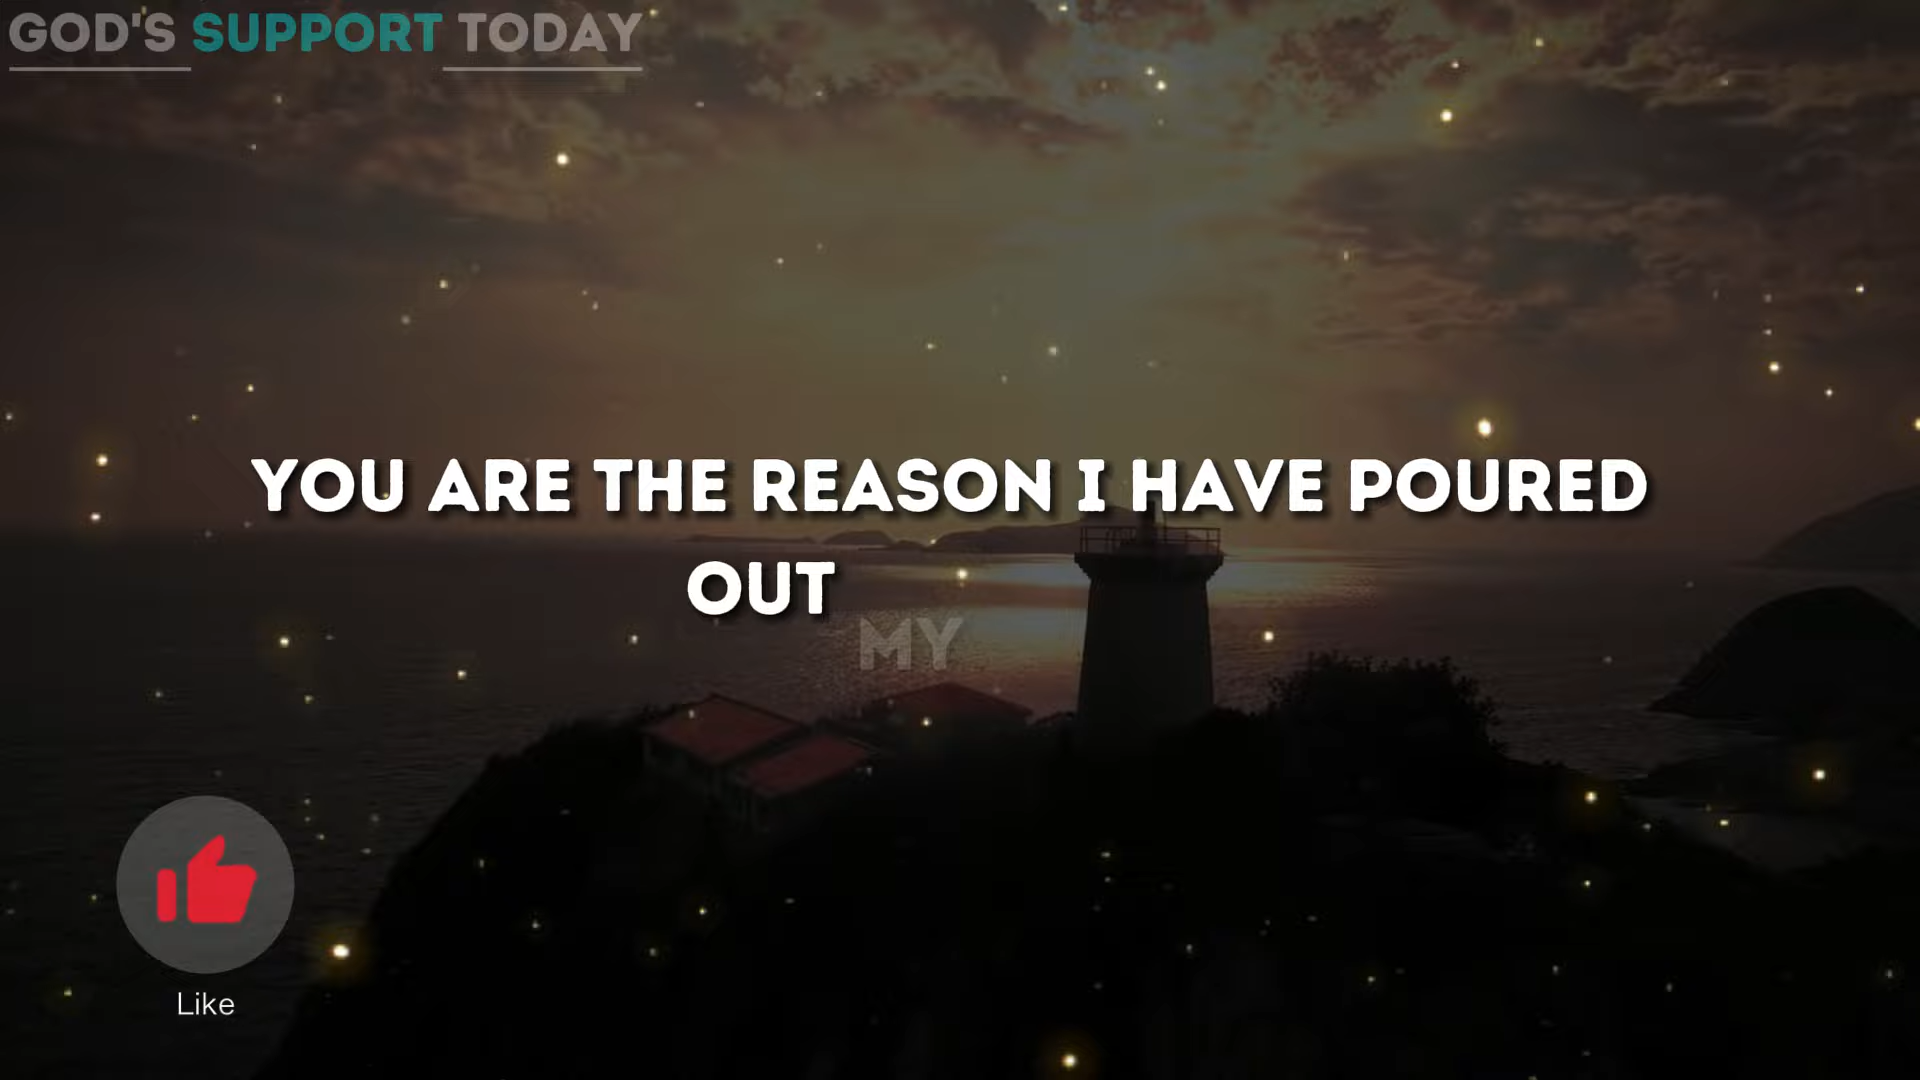 GOD'S SUPPORT TODAY
YOU ARE THE REASON I HAVE POURED
OUT
MY
Like